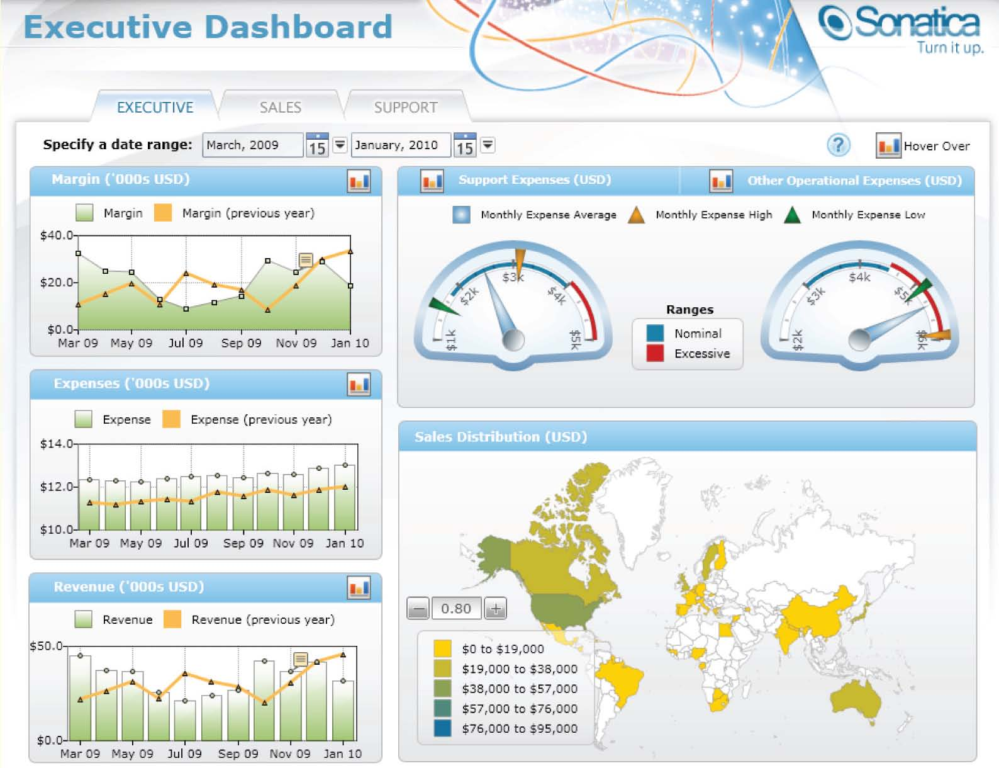 Executive Dashboard
Sonatica
Turn it up.
EXECUTIVE
SALES
SUPPORT
Specify a date range:
March, 2009
15
January, 2010
15
?
Hover Over
Margin ('000s USD)
Margin
Margin (previous year)
$40.0
$20.0
$0.0
Mar 09 May 09 Jul 09 Sep 09 Nov 09 Jan 10
Expenses ('000s USD)
Expense
Expense (previous year)
$14.0
$12.0
$10.0
Mar 09 May 09 Jul 09 Sep 09 Nov 09 Jan 10
Revenue ('000s USD)
Revenue
Revenue (previous year)
$50.0
$0.0
Mar 09 May 09 Jul 09 Sep 09 Nov 09 Jan 10
Support Expenses (USD)
Other Operational Expenses (USD)
Monthly Expense Average
Monthly Expense High
Monthly Expense Low
$1k
$2k
$3k
$4k
$5k
Ranges
Nominal
Excessive
$2k
$3k
$4k
$5k
$6k
Sales Distribution (USD)
0.80
$0 to $19,000
$19,000 to $38,000
$38,000 to $57,000
$57,000 to $76,000
$76,000 to $95,000